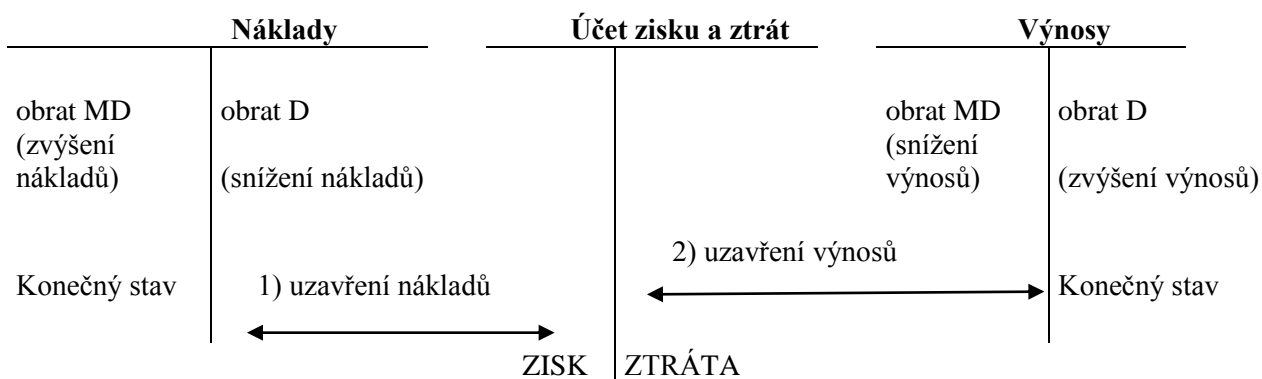 Náklady Účet zisku a ztrát Výnosy
obrat MD obrat D obrat MD obrat D
(zvýšení (snížení
nákladů) (snížení nákladů) výnosů) (zvýšení výnosů)
2) uzavření výnosů
Konečný stav 1) uzavření nákladů Konečný stav
ZISK ZTRÁTA